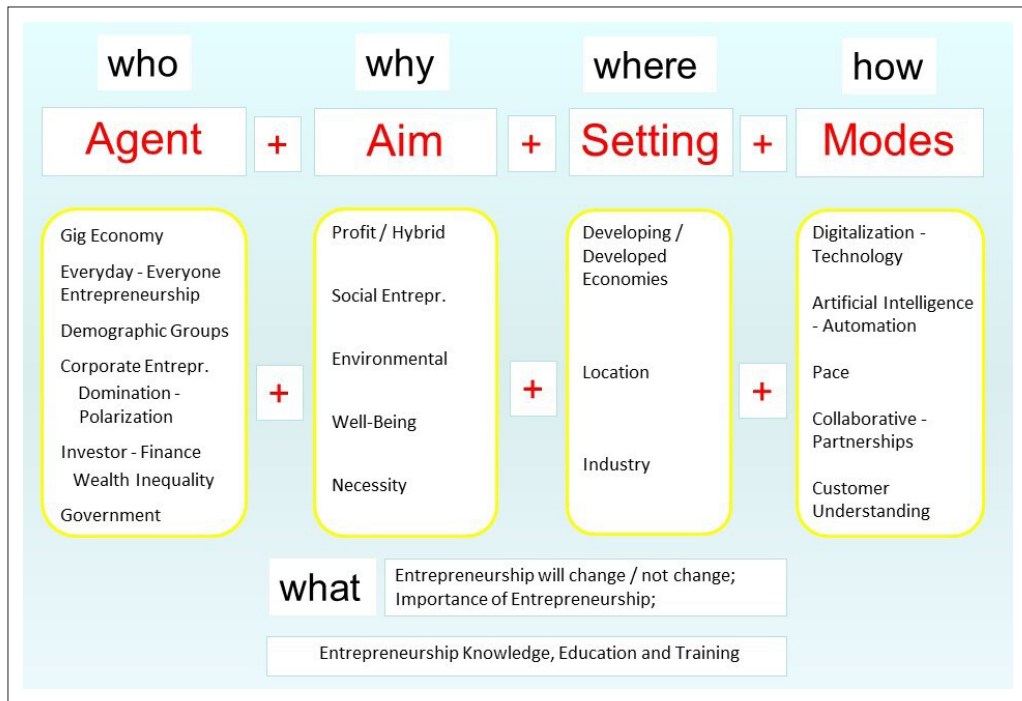 who
why
where
how
Agent
+
Aim
+
Setting
+
Modes
Gig Economy
Everyday - Everyone
Entrepreneurship
Demographic Groups
Corporate Entrepr.
Domination -
Polarization
Investor - Finance
Wealth Inequality
Government
+
Profit / Hybrid
Social Entrepr.
Environmental
Well-Being
Necessity
+
Developing /
Developed
Economies
Location
Industry
+
Digitalization -
Technology
Artificial Intelligence
- Automation
Pace
Collaborative -
Partnerships
Customer
Understanding
what
Entrepreneurship will change / not change;
Importance of Entrepreneurship;
Entrepreneurship Knowledge, Education and Training